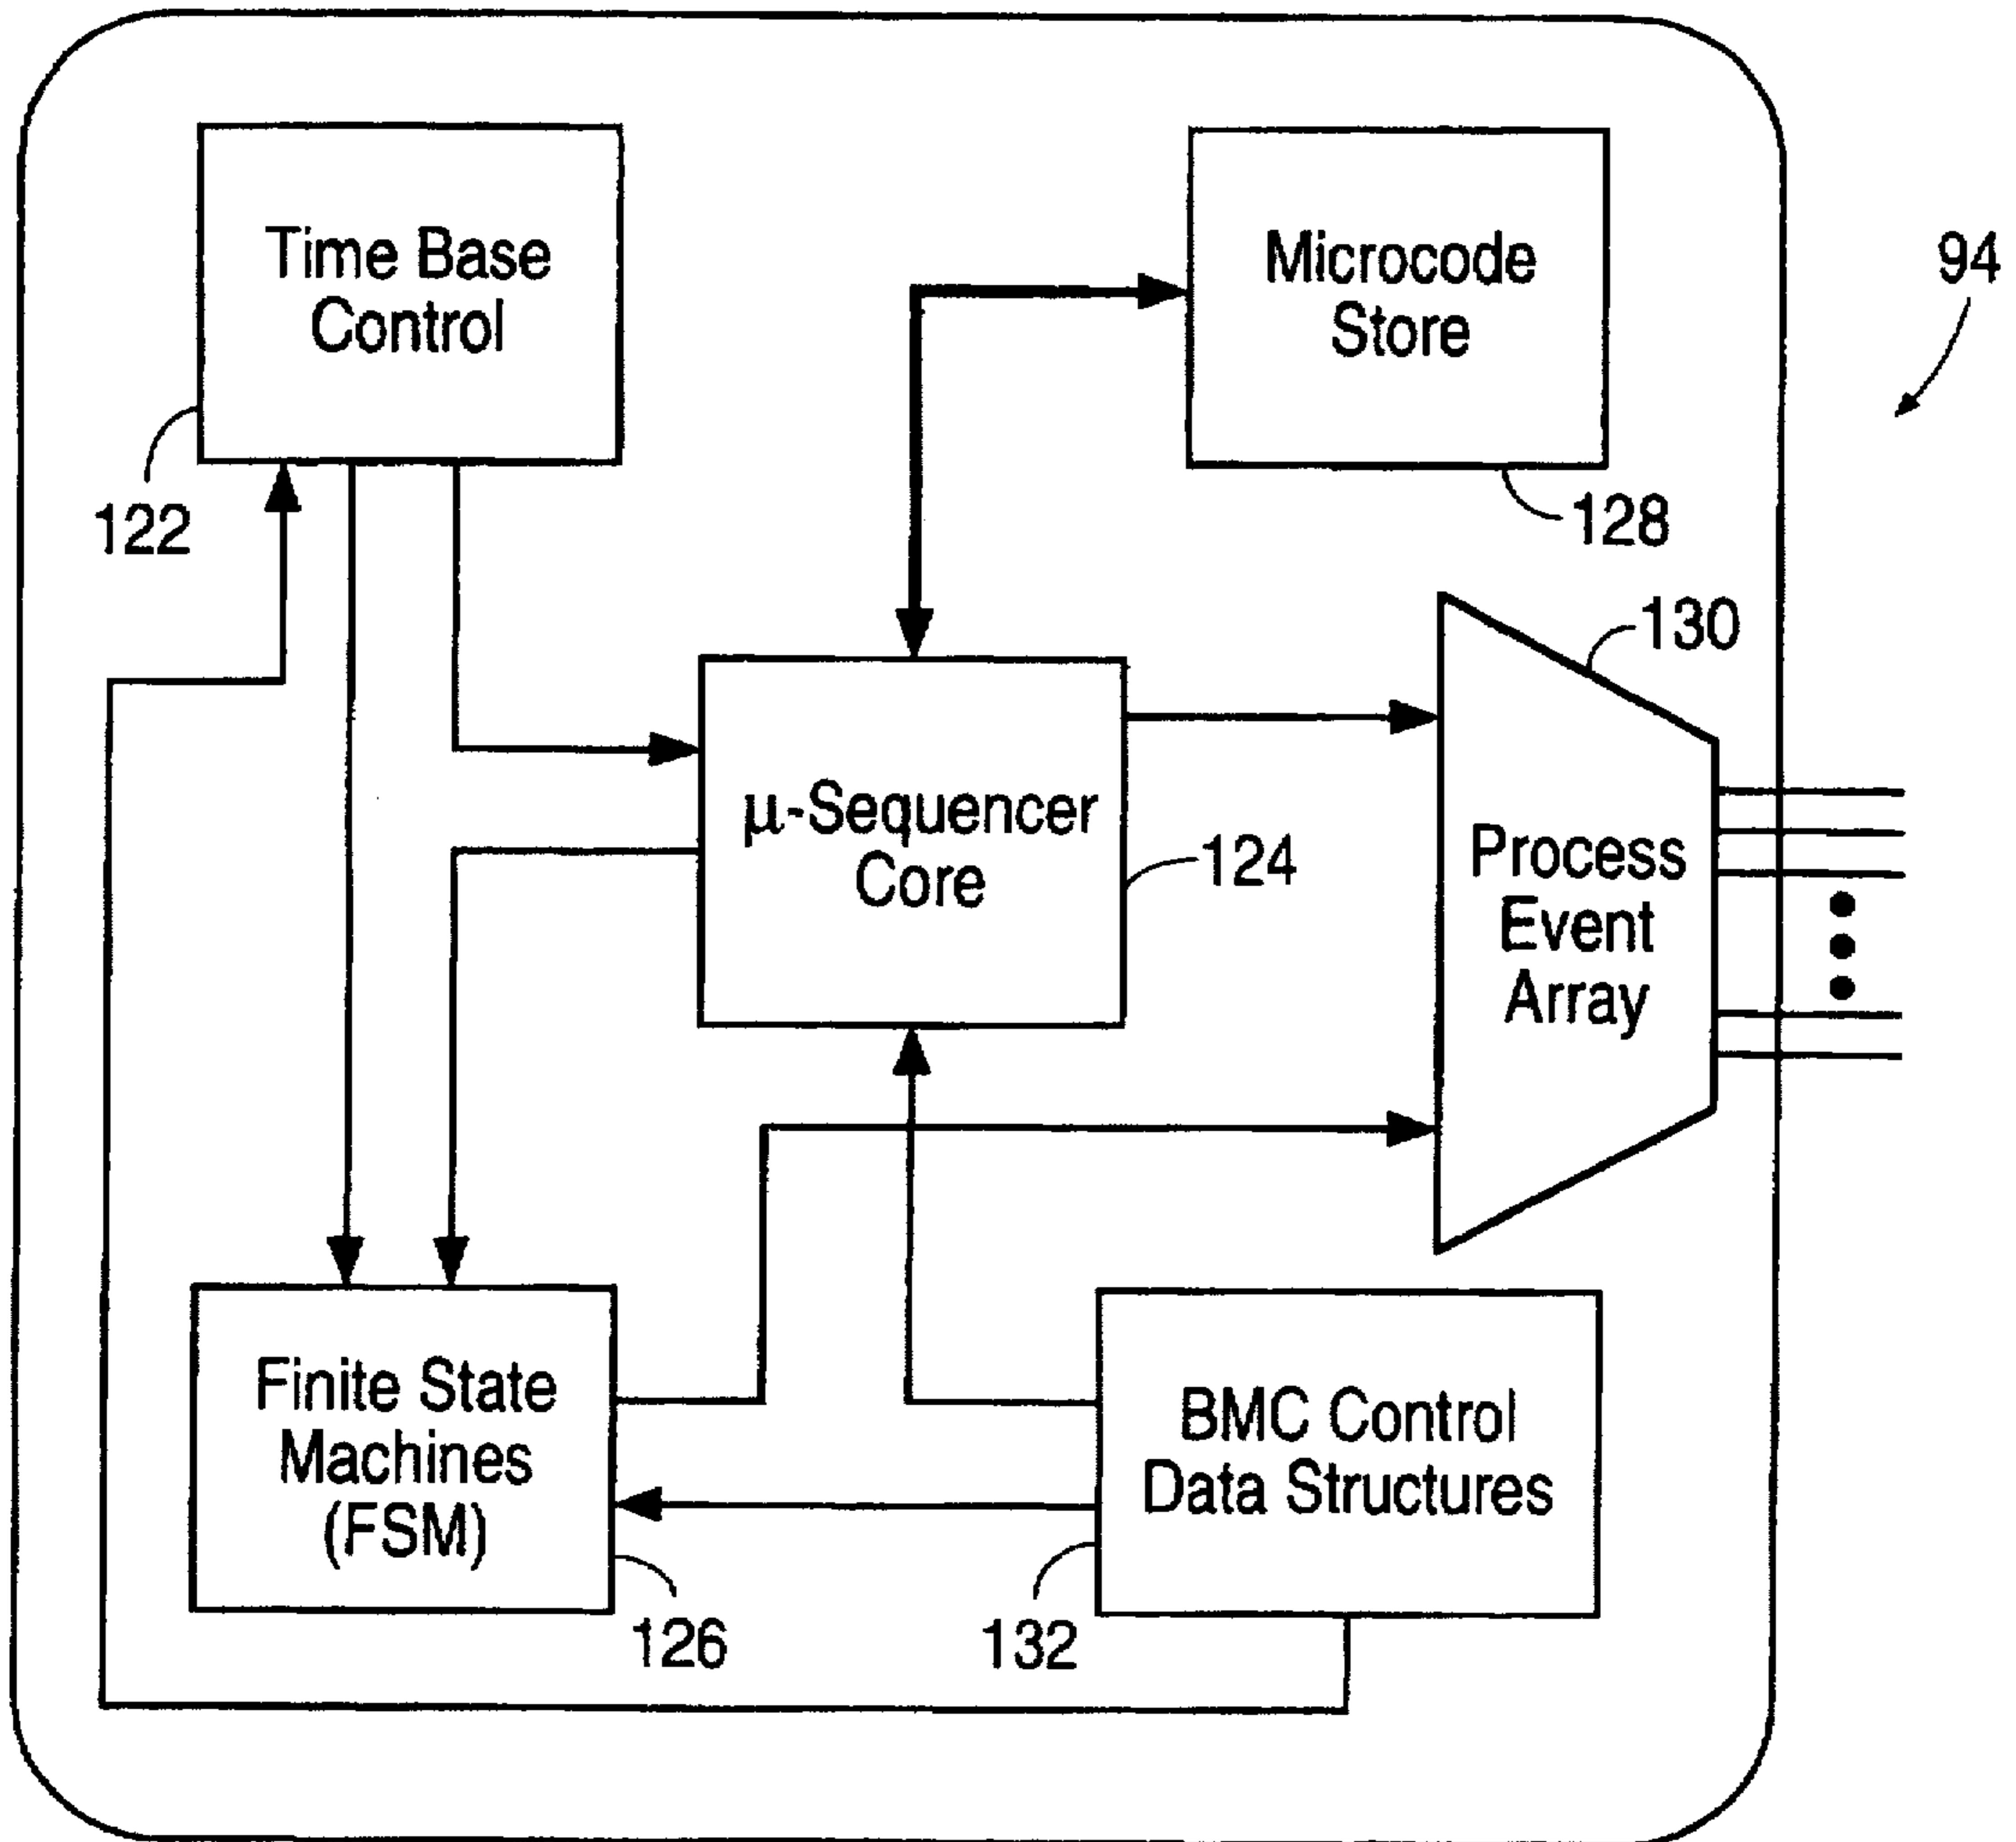 Time Base
Control
122
Microcode
Store
128
94
130
μ-Sequencer
Core
124
Process
Event
Array
Finite State
Machines
(FSM)
126
BMC Control
Data Structures
132